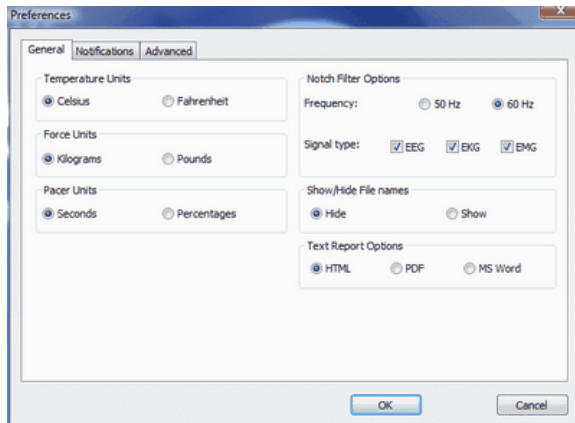 Preferences
General Notifications Advanced
Temperature Units
Celsius Fahrenheit
Force Units
Kilograms Pounds
Pacer Units
Seconds Percentages
Notch Filter Options
Frequency: 50 Hz 60 Hz
Signal type: EEG EKG EMG
Show/Hide File names
Hide Show
Text Report Options
HTML PDF MS Word
OK Cancel